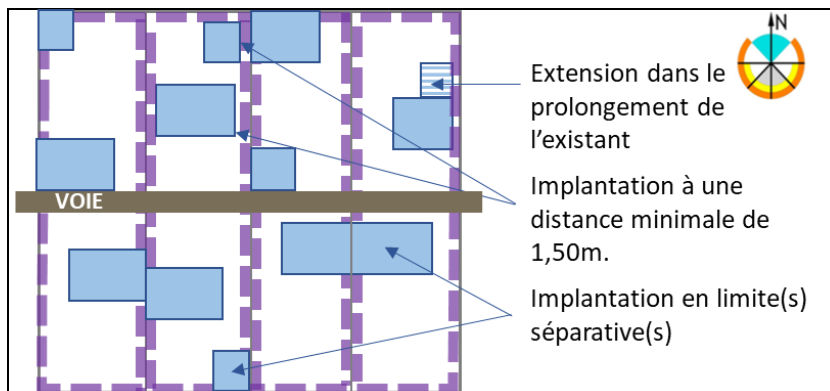 N
Extension dans le
prolongement de
l'existant
Implantation à une
distance minimale de
1,50m.
VOIE
Implantation en limite(s)
séparative(s)